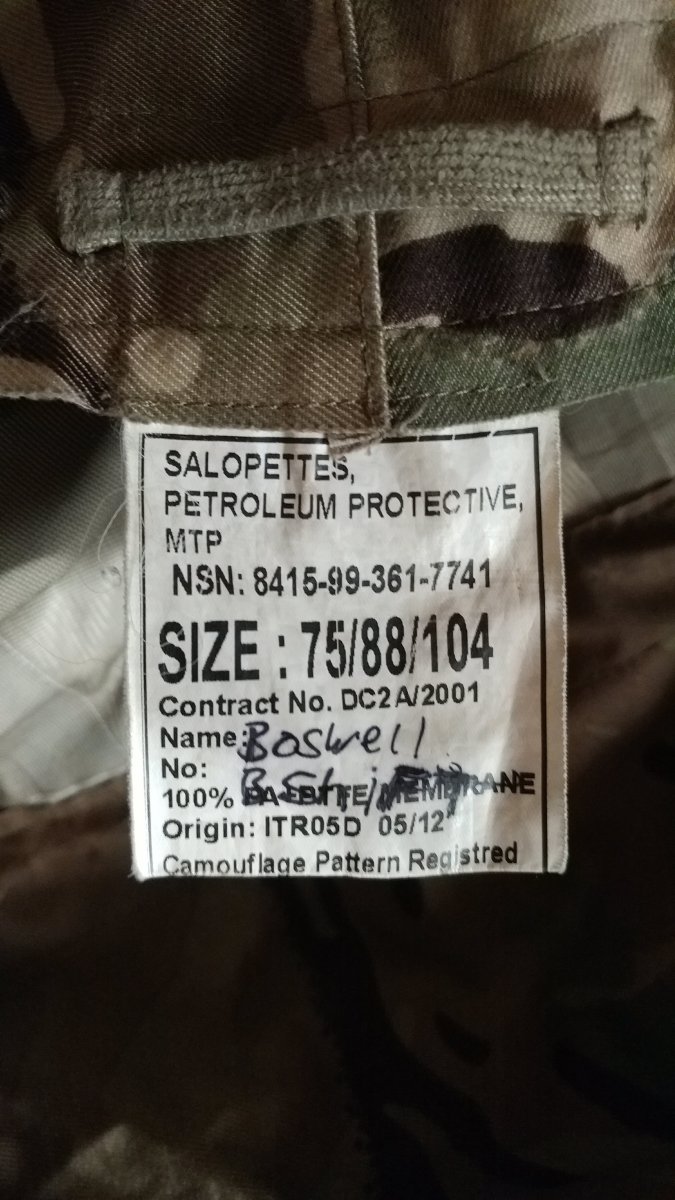 SALOPETTES,
PETROLEUM PROTECTIVE,
MTP
NSN: 8415-99-361-7741
SIZE : 75/88/104
Contract No. DC2A/2001
Name: Boswell
No:
100% MEMBRANE
Origin: ITR05D 05/12
Camouflage Pattern Registred